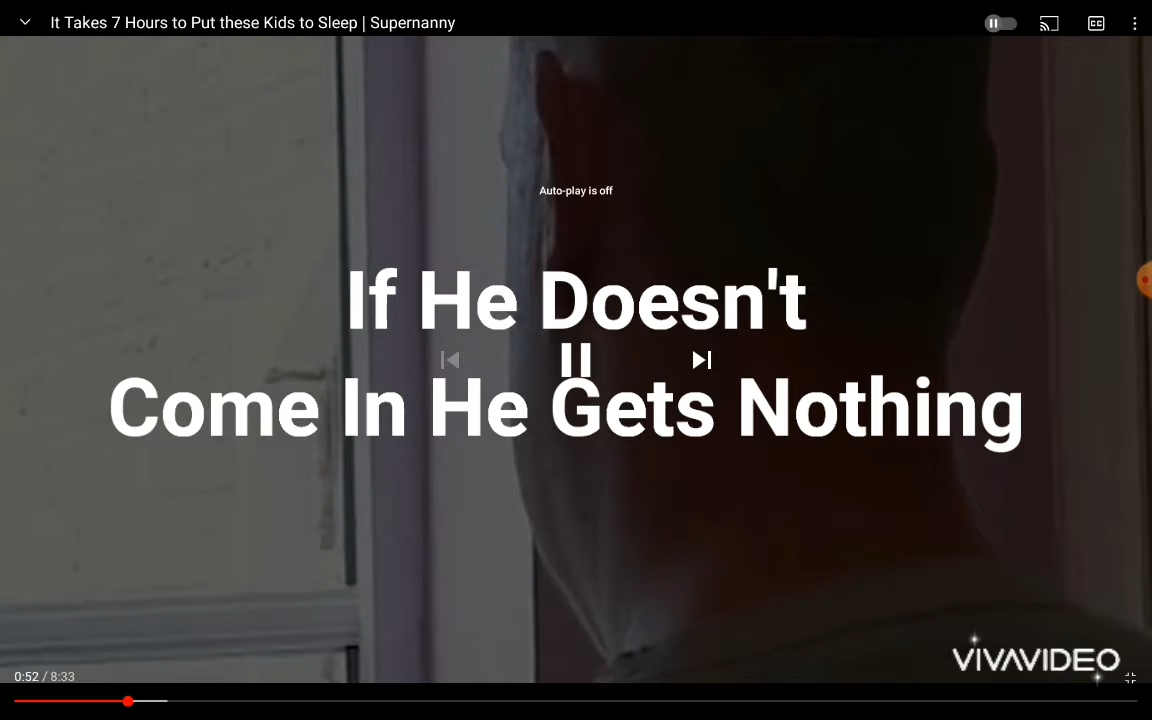 It Takes 7 Hours to Put these Kids to Sleep | Supernanny
CC
Auto-play is off
If He Doesn't
Come In He Gets Nothing
VIVAVIDEO
0:52 / 8:33